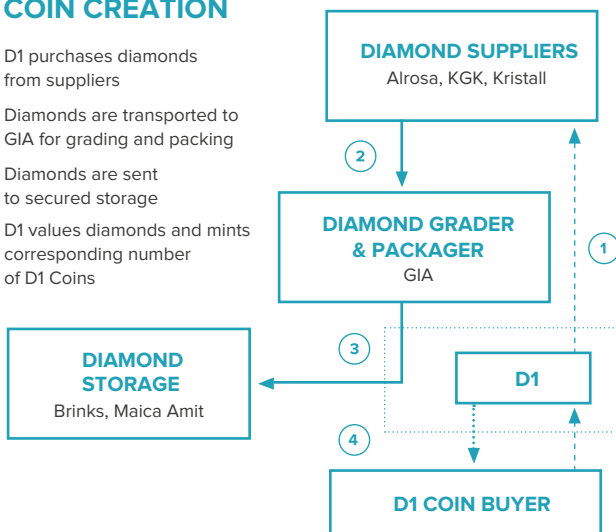 COIN CREATION
D1 purchases diamonds
from suppliers
Diamonds are transported to
GIA for grading and packing
Diamonds are sent
to secured storage
D1 values diamonds and mints
corresponding number
of D1 Coins
DIAMOND SUPPLIERS
Alrosa, KGK, Kristall
2
DIAMOND GRADER
& PACKAGER
GIA
1
3
DIAMOND
STORAGE
Brinks, Maica Amit
D1
4
D1 COIN BUYER